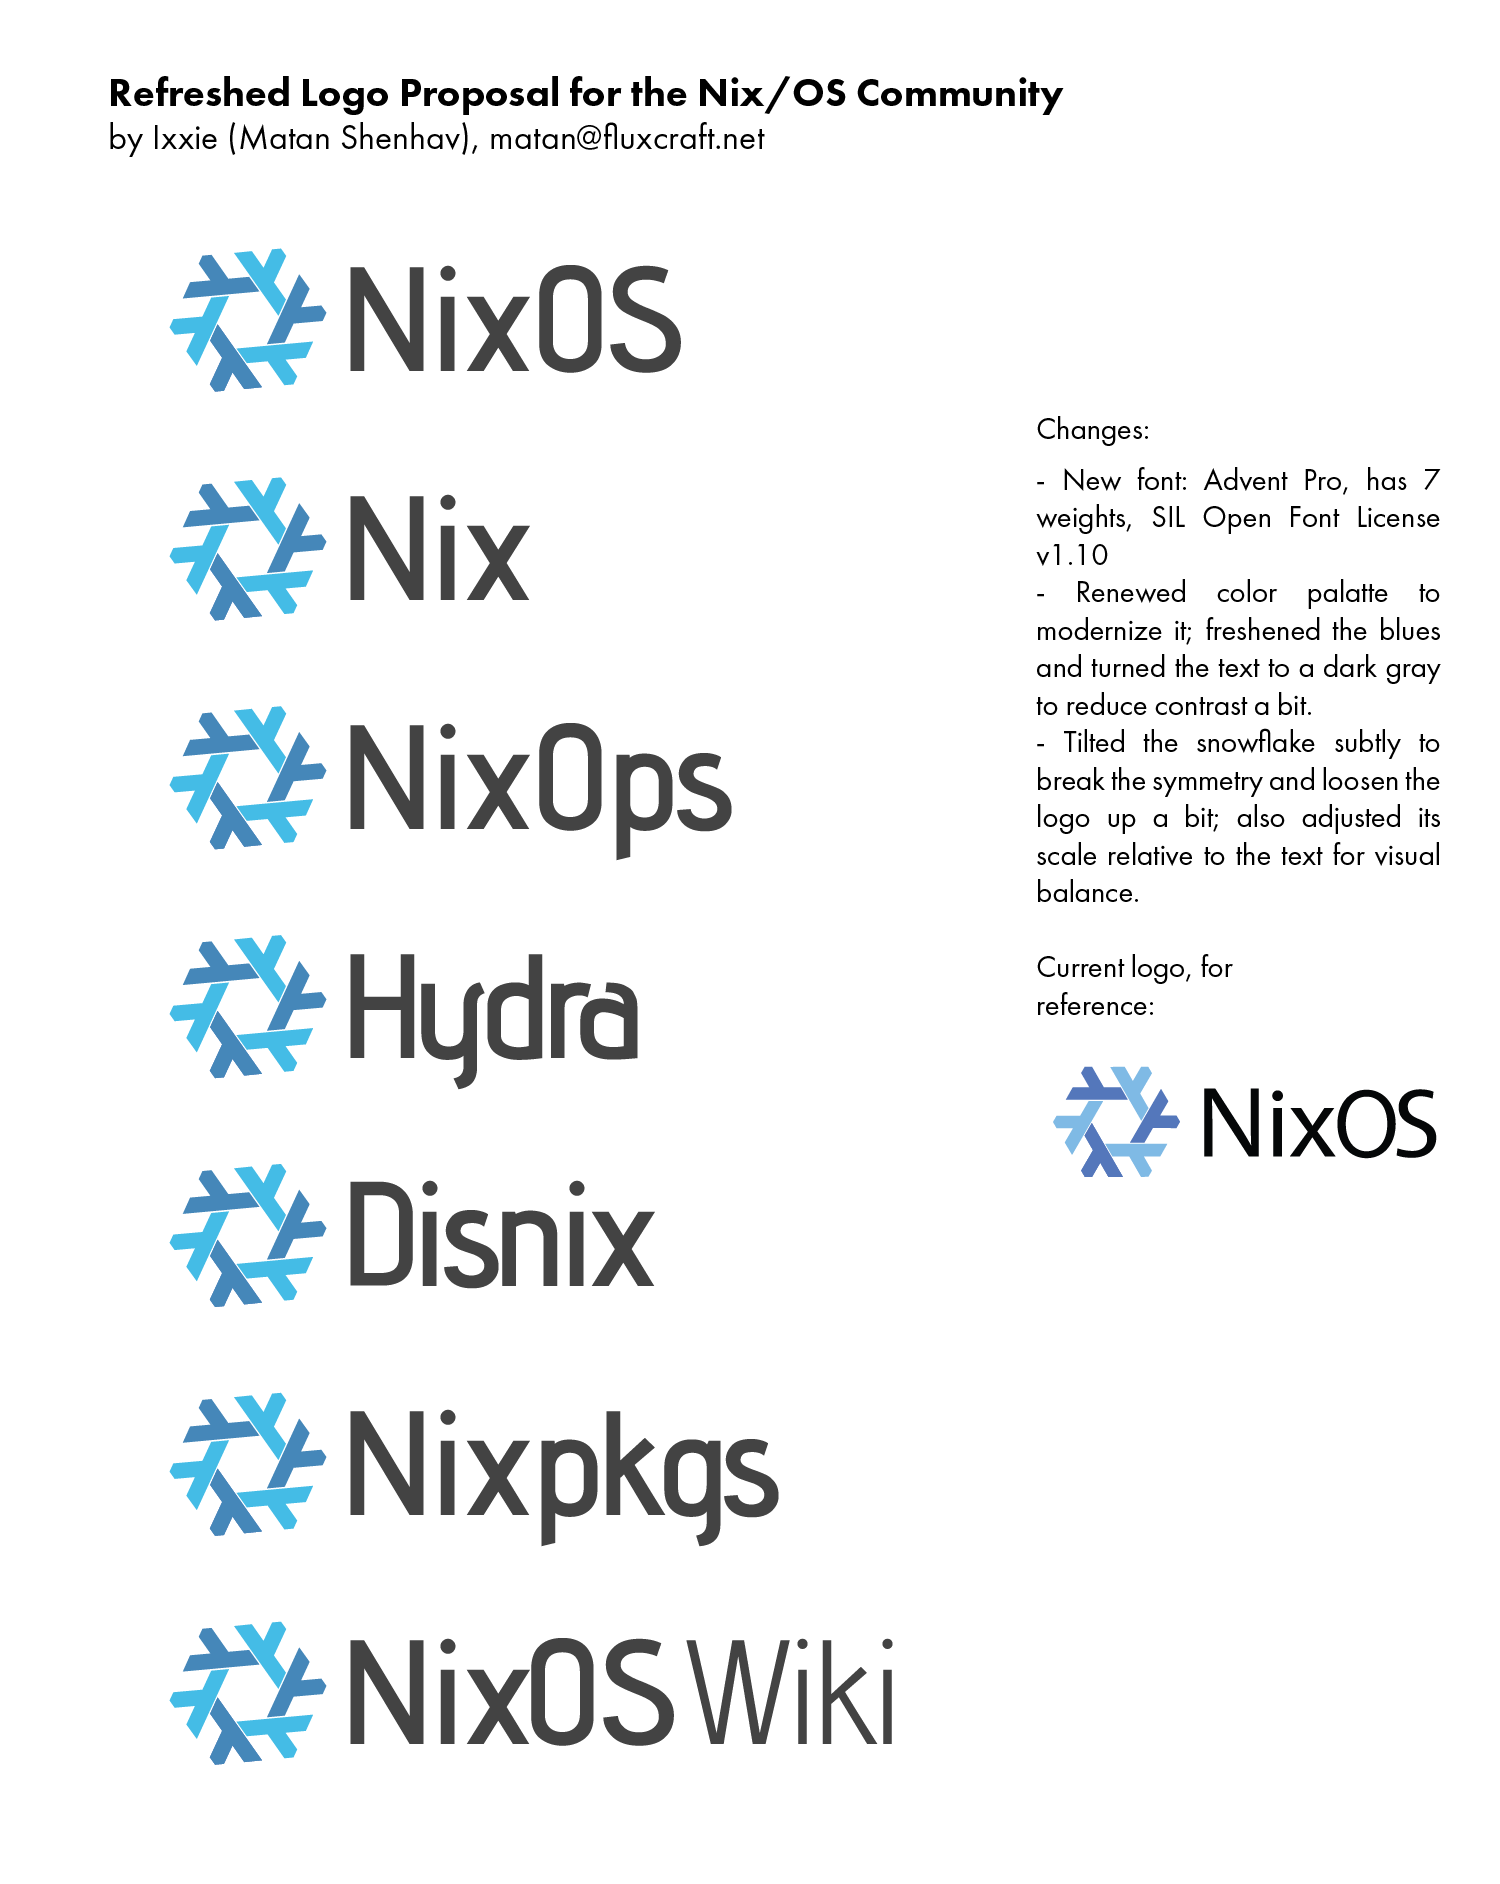 Refreshed Logo Proposal for the Nix/OS Community
by Ixxie (Matan Shenhav), matan@fluxcraft.net
NixOS
Nix
NixOps
Hydra
Disnix
Nixpkgs
NixOS Wiki
Changes:
- New font: Advent Pro, has 7
weights, SIL Open Font License
v1.10
- Renewed color palatte to
modernize it; freshened the blues
and turned the text to a dark gray
to reduce contrast a bit.
- Tilted the snowflake subtly to
break the symmetry and loosen the
logo up a bit; also adjusted its
scale relative to the text for visual
balance.
Current logo, for
reference:
NixOS